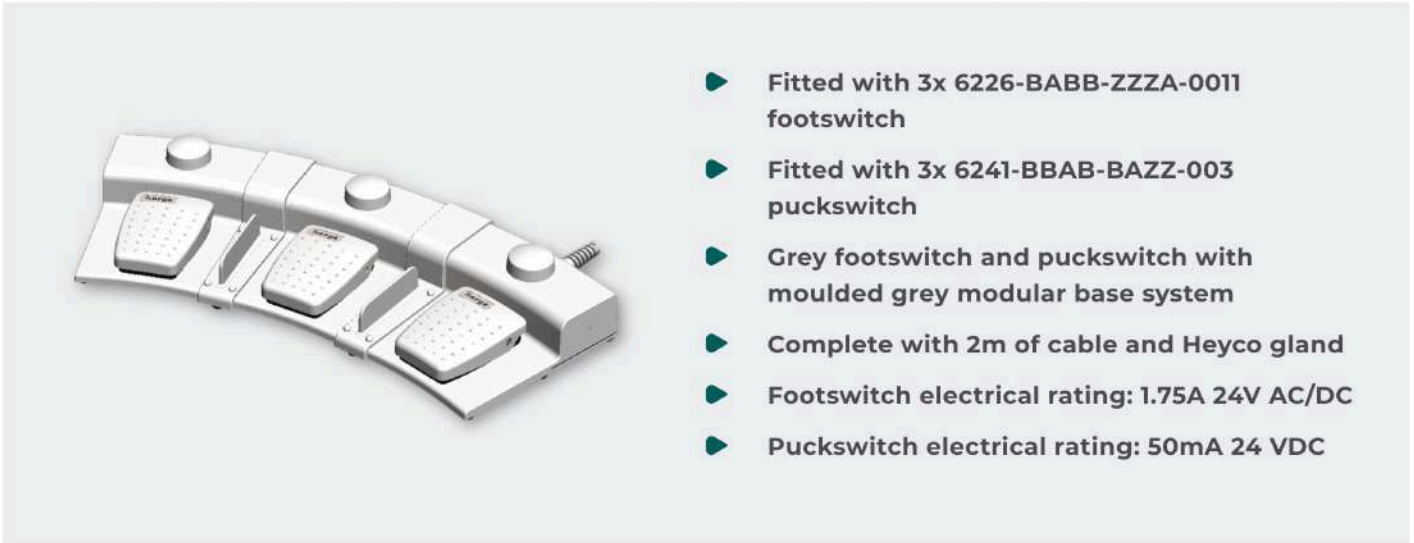 Fitted with 3x 6226-BABB-ZZZA-0011
footswitch
Fitted with 3x 6241-BBAB-BAZZ-003
puckswitch
Grey footswitch and puckswitch with
moulded grey modular base system
Complete with 2m of cable and Heyco gland
Footswitch electrical rating: 1.75A 24V AC/DC
Puckswitch electrical rating: 50mA 24 VDC